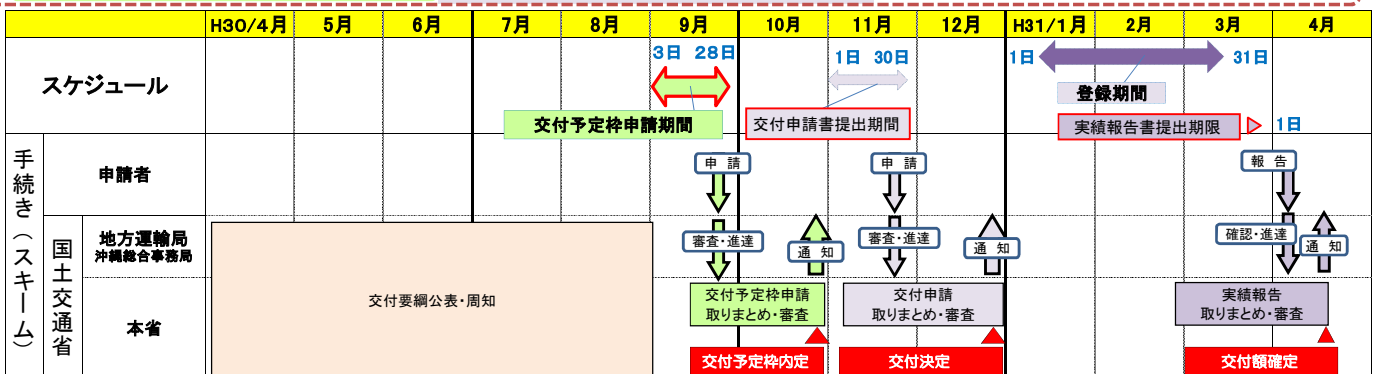 H30/4月 5月 6月 7月 8月 9月 10月 11月 12月 H31/1月 2月 3月 4月
スケジュール
3日 28日
1日 30日
1日
31日
登録期間
交付予定枠申請期間
交付申請書提出期間
実績報告書提出期限
1日
手続き(スキーム)
申請者
申 請
申 請
報 告
国土交通省
地方運輸局
沖縄総合事務局
審査・進達
通 知
審査・進達
通 知
確認・進達
通 知
本省
交付要綱公表・周知
交付予定枠申請
取りまとめ・審査
交付申請
取りまとめ・審査
実績報告
取りまとめ・審査
交付予定枠内定
交付決定
交付額確定